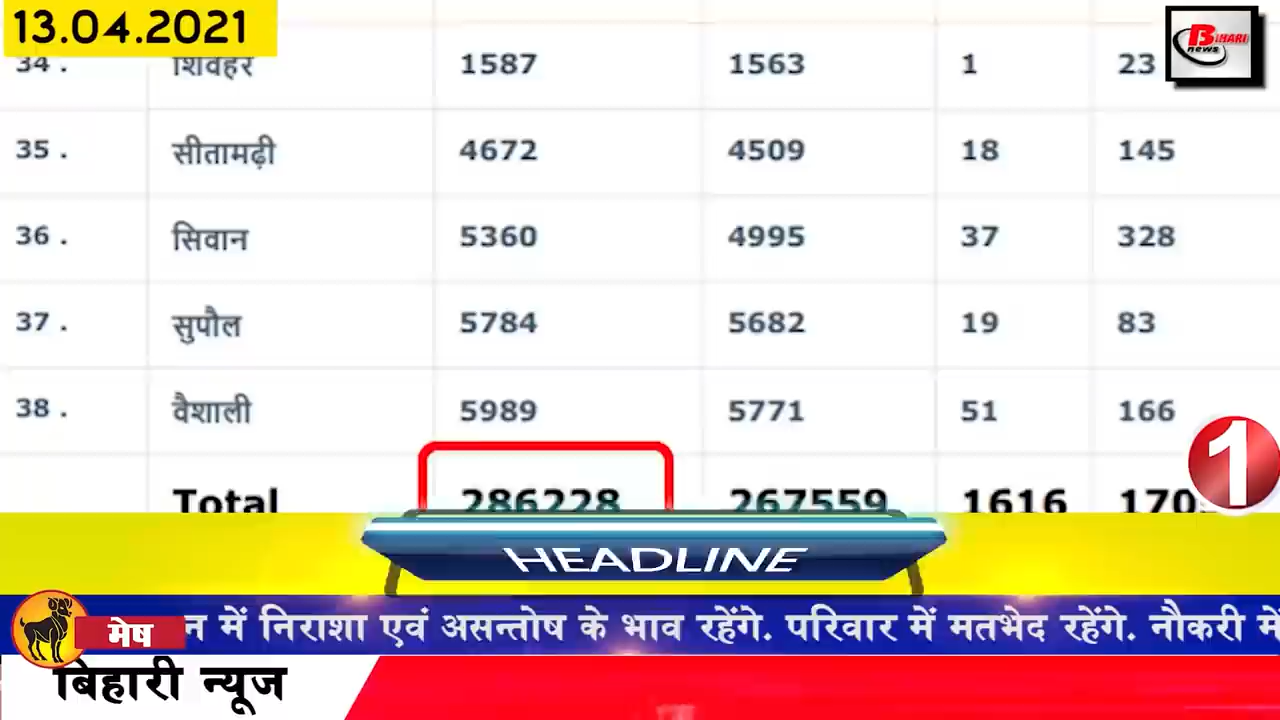 13.04.2021
BIHARI
news
34 . शिवहर 1587 1563 1 23
35 . सीतामढ़ी 4672 4509 18 145
36 . सिवान 5360 4995 37 328
37 . सुपौल 5784 5682 19 83
38 . वैशाली 5989 5771 51 166
1
Total 286228 267559 1616
HEADLINE
मेष
न में निराशा एवं असन्तोष के भाव रहेंगे. परिवार में मतभेद रहेंगे. नौकरी में
बिहारी न्यूज